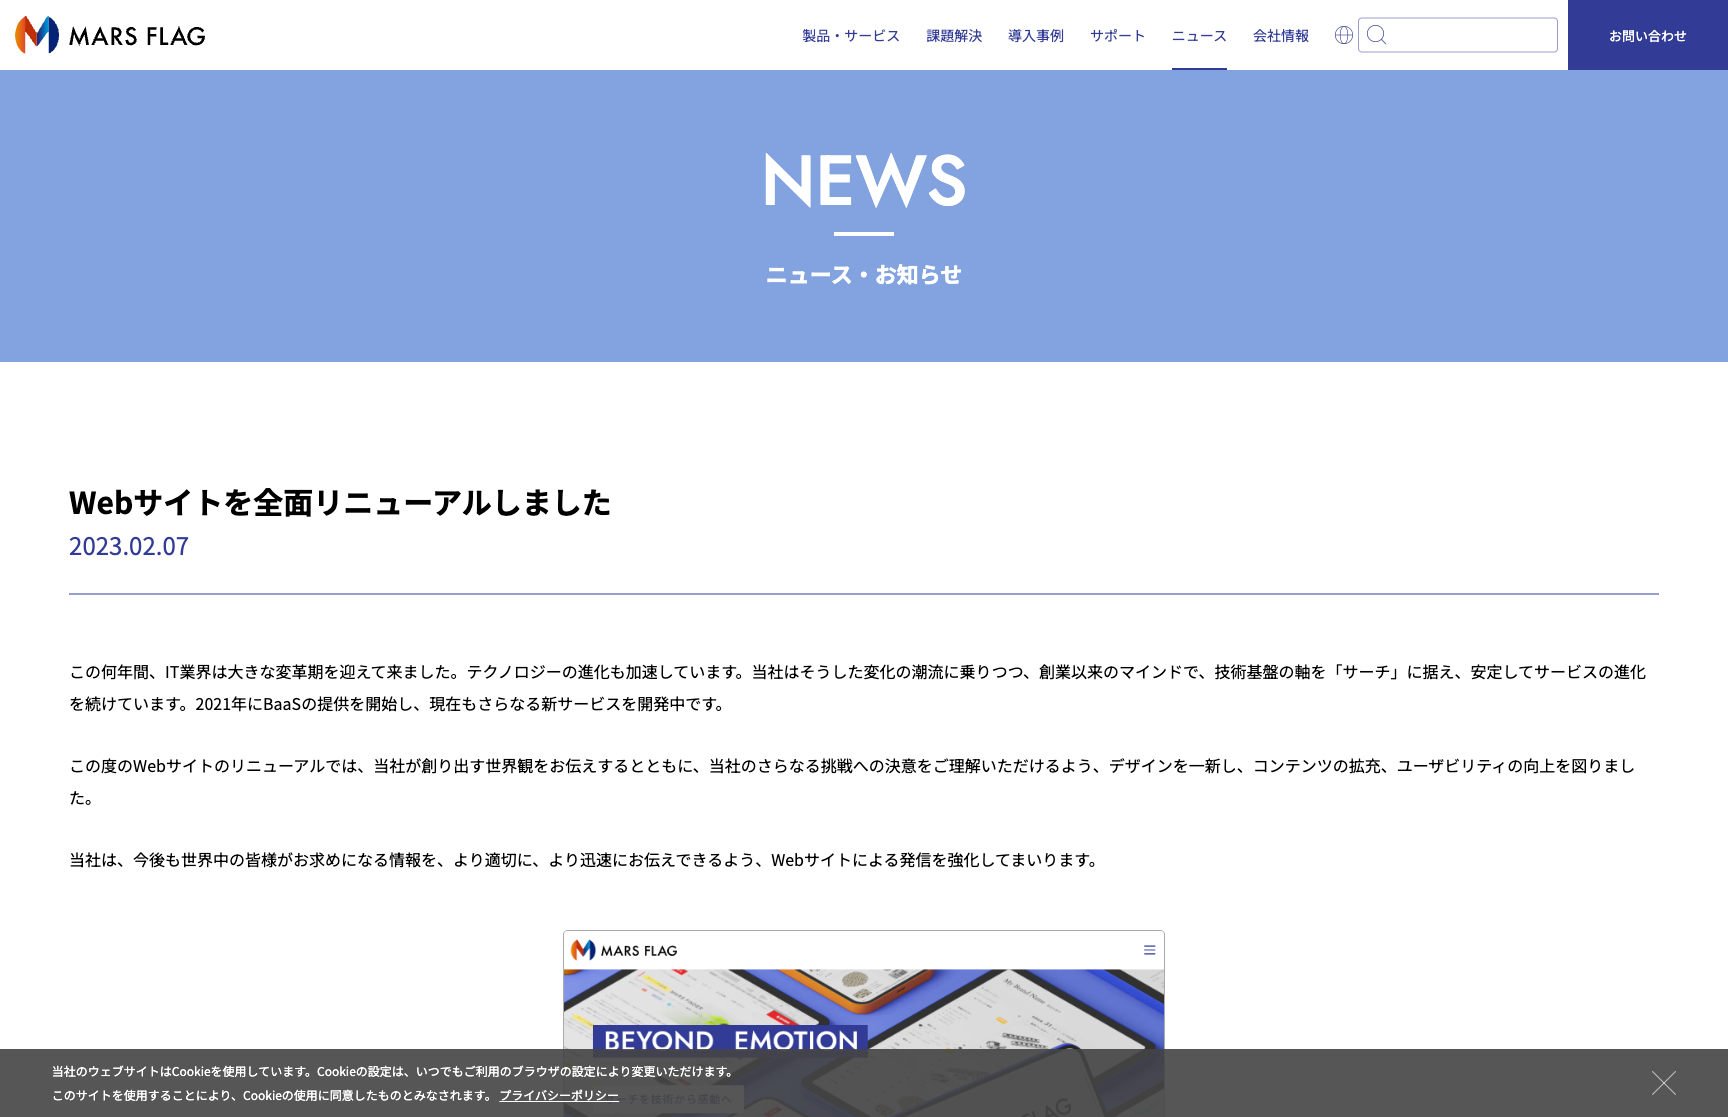 MARS FLAG
製品・サービス
課題解決
導入事例
サポート
ニュース
会社情報
お問い合わせ
NEWS
ニュース・お知らせ
Webサイトを全面リニューアルしました
2023.02.07
この何年間、IT業界は大きな変革期を迎えて来ました。テクノロジーの進化も加速しています。当社はそうした変化の潮流に乗りつつ、創業以来のマインドで、技術基盤の軸を「サーチ」に据え、安定してサービスの進化
を続けています。2021年にBaaSの提供を開始し、現在もさらなる新サービスを開発中です。
この度のWebサイトのリニューアルでは、当社が創り出す世界観をお伝えするとともに、当社のさらなる挑戦への決意をご理解いただけるよう、デザインを一新し、コンテンツの拡充、ユーザビリティの向上を図りまし
た。
当社は、今後も世界中の皆様がお求めになる情報を、より適切に、より迅速にお伝えできるよう、Webサイトによる発信を強化してまいります。
MARS FLAG
My Brand Name
BEYOND EMOTION
当社のウェブサイトはCookieを使用しています。Cookieの設定は、いつでもご利用のブラウザの設定により変更いただけます。
このサイトを使用することにより、Cookieの使用に同意したものとみなされます。 プライバシーポリシー
ーチを技術から感動へ